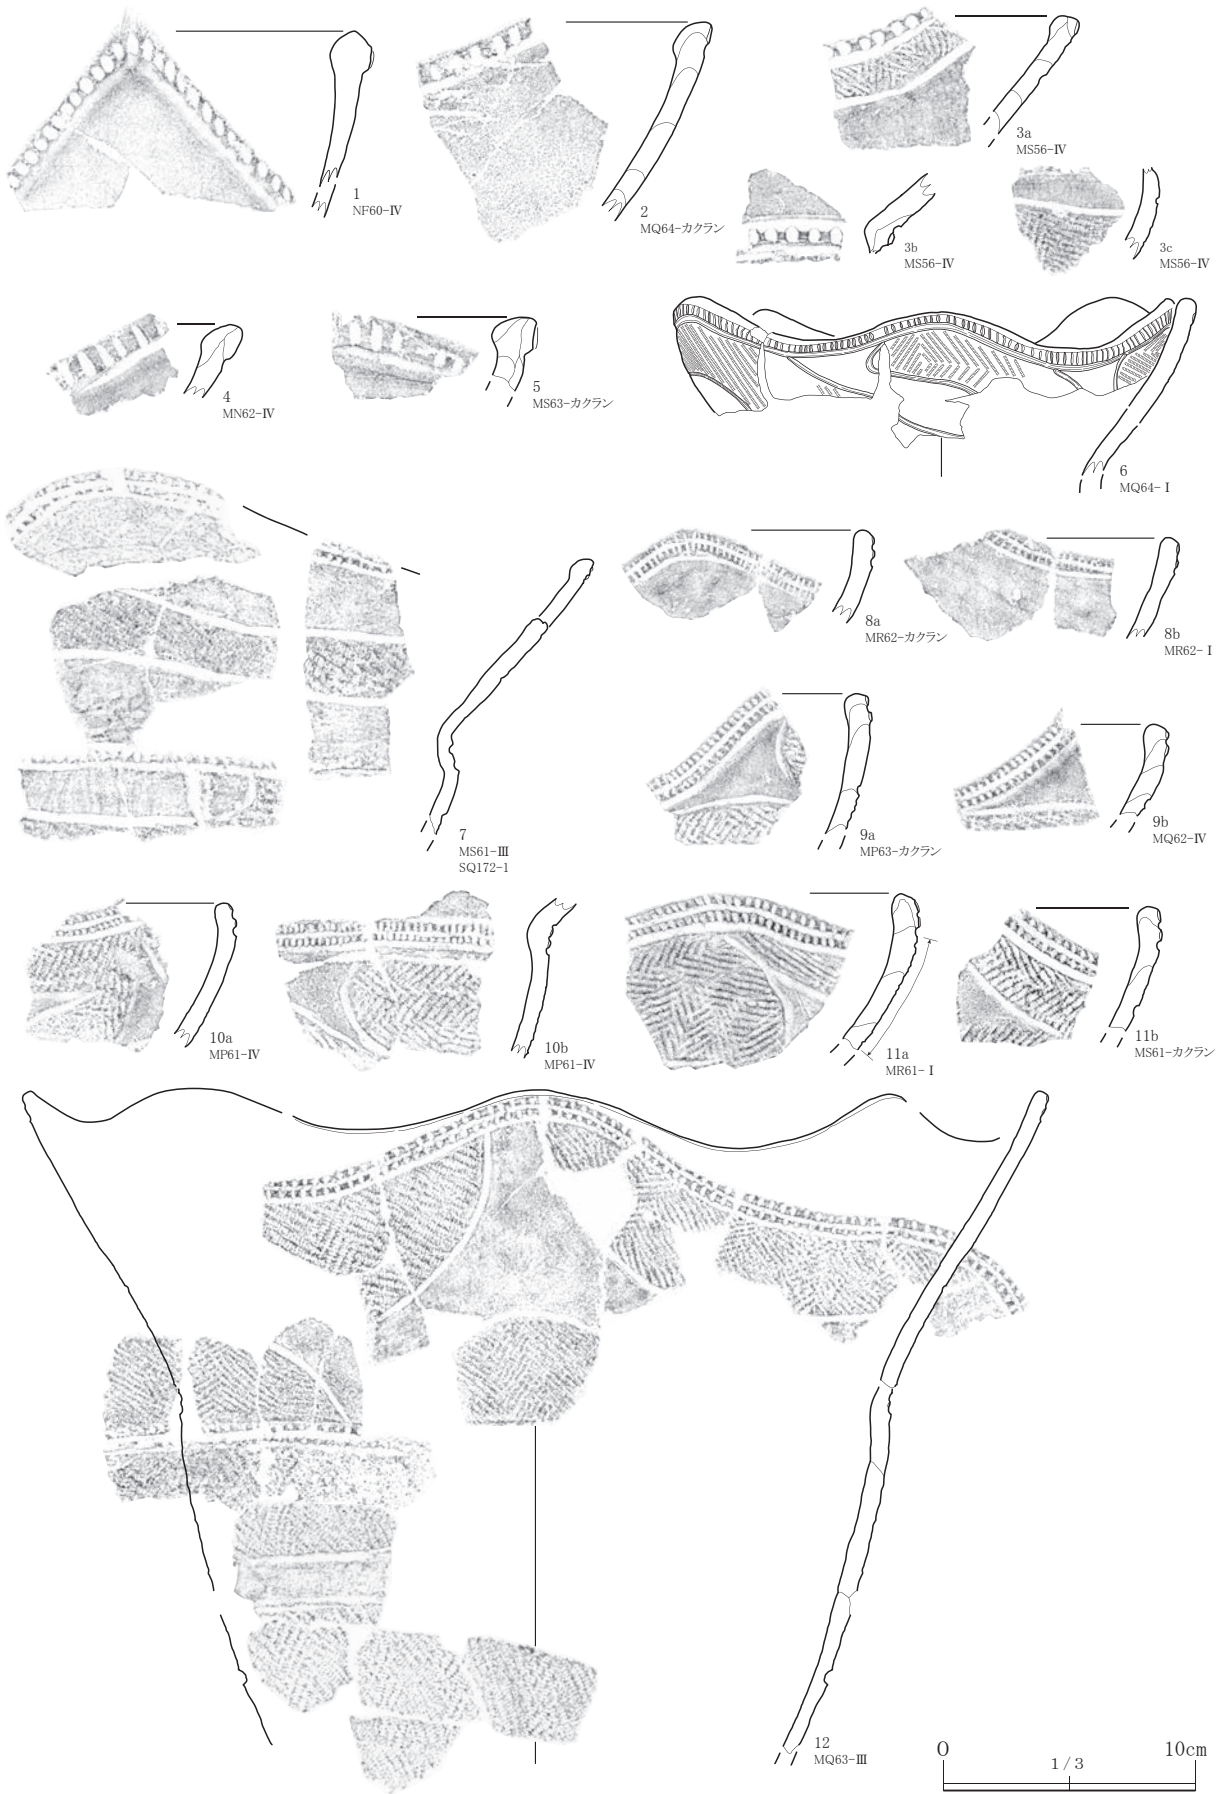 1
NF60-Ⅳ
2
MQ64-カクラン
3a
MS56-Ⅳ
3b
MS56-Ⅳ
3c
MS56-Ⅳ
4
MN62-Ⅳ
5
MS63-カクラン
6
MQ64-Ⅰ
7
MS61-Ⅲ
SQ172-1
8a
MR62-カクラン
8b
MR62-Ⅰ
9a
MP63-カクラン
9b
MQ62-Ⅳ
10a
MP61-Ⅳ
10b
MP61-Ⅳ
11a
MR61-Ⅰ
11b
MS61-カクラン
12
MQ63-Ⅲ
0 10cm
1/3